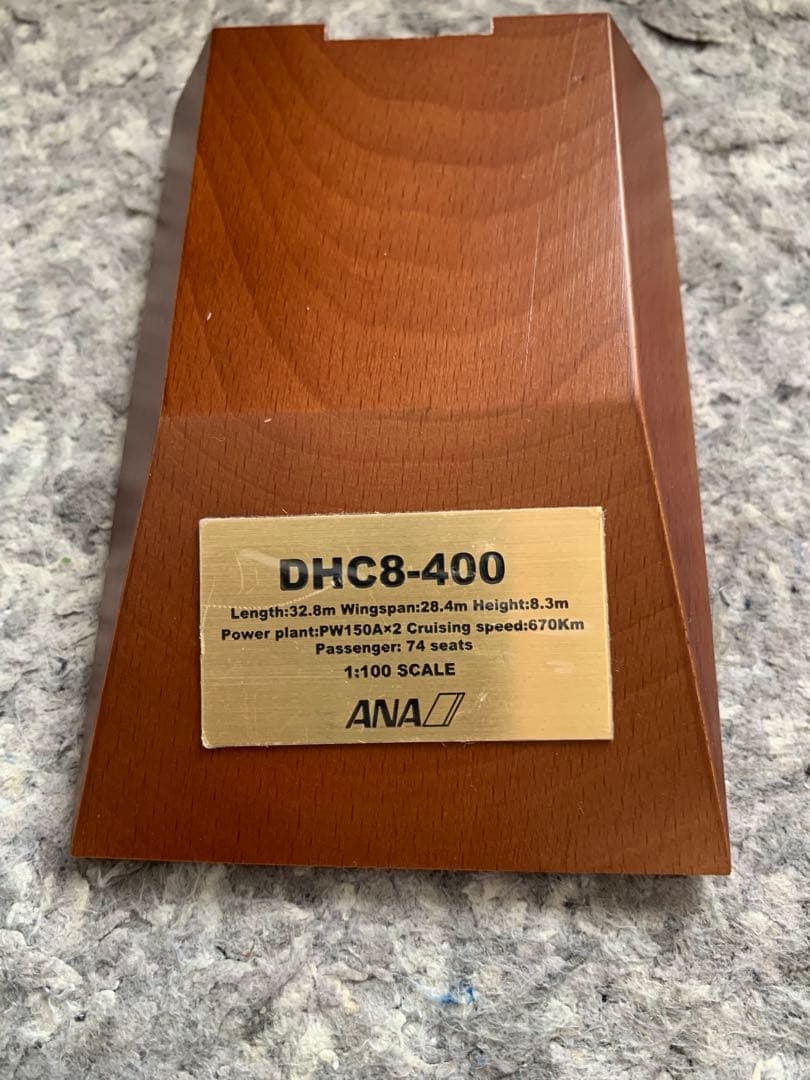 DHC8-400
Length:32.8m Wingspan:28.4m Height:8.3m
Power plant:PW150A×2 Cruising speed:670Km
Passenger: 74 seats
1:100 SCALE
ANA